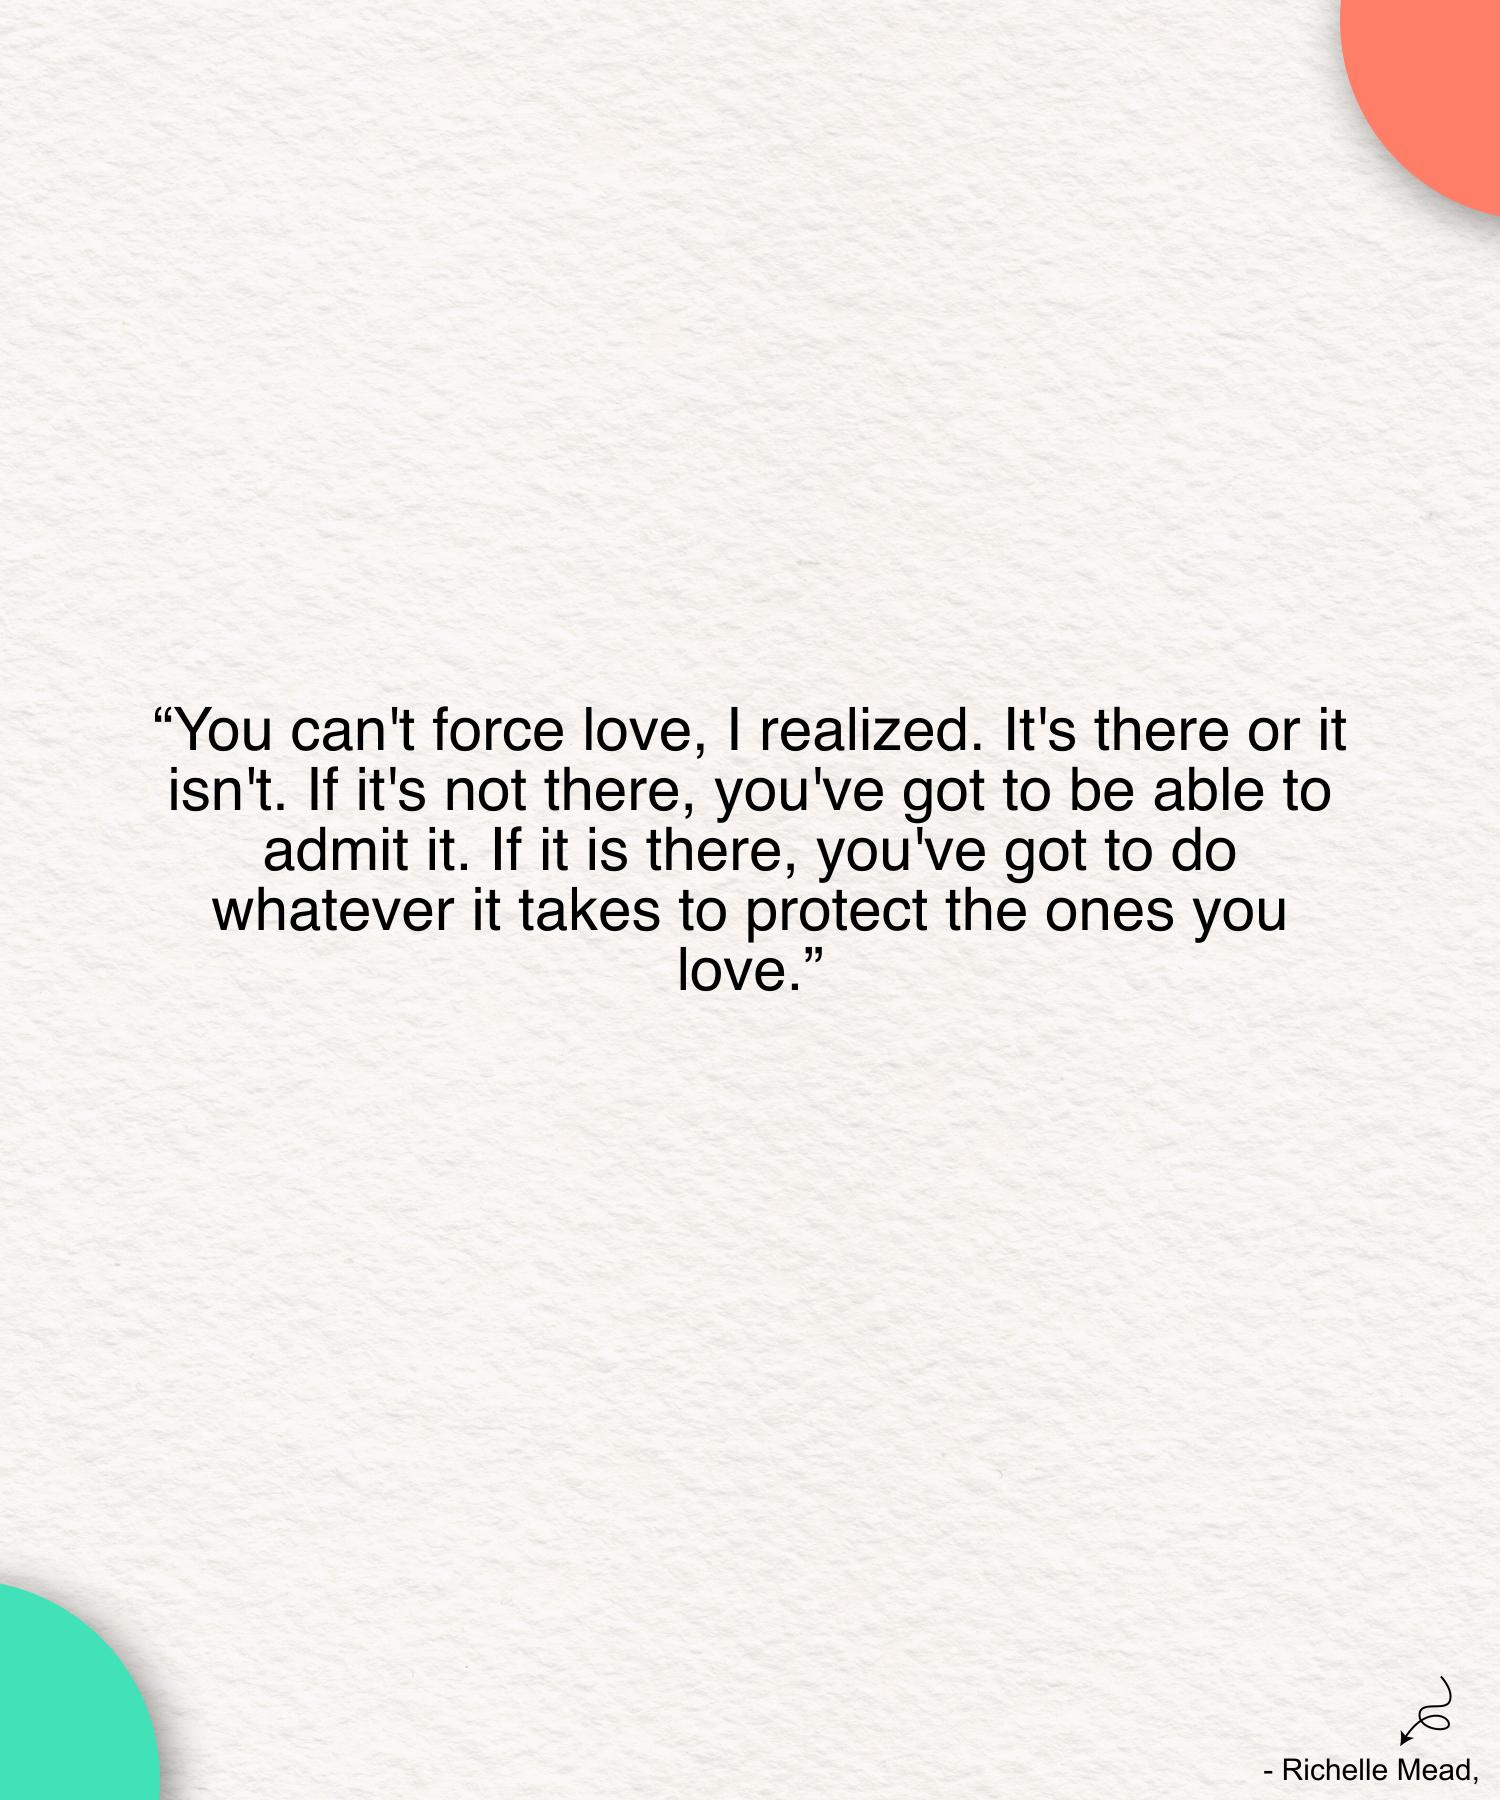 “You can't force love, I realized. It's there or it
isn't. If it's not there, you've got to be able to
admit it. If it is there, you've got to do
whatever it takes to protect the ones you
love.”
- Richelle Mead,